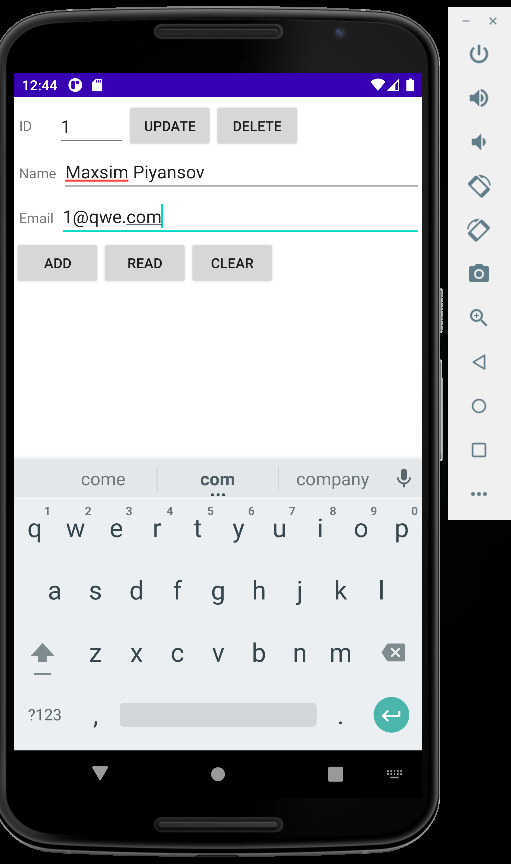 12:44
ID 1 UPDATE DELETE
Name Maxsim Piyansov
Email 1@qwe.com
ADD READ CLEAR
come com company
1 2 3 4 5 6 7 8 9 0
q w e r t y u i o p
a s d f g h j k l
z x c v b n m
?123 , .